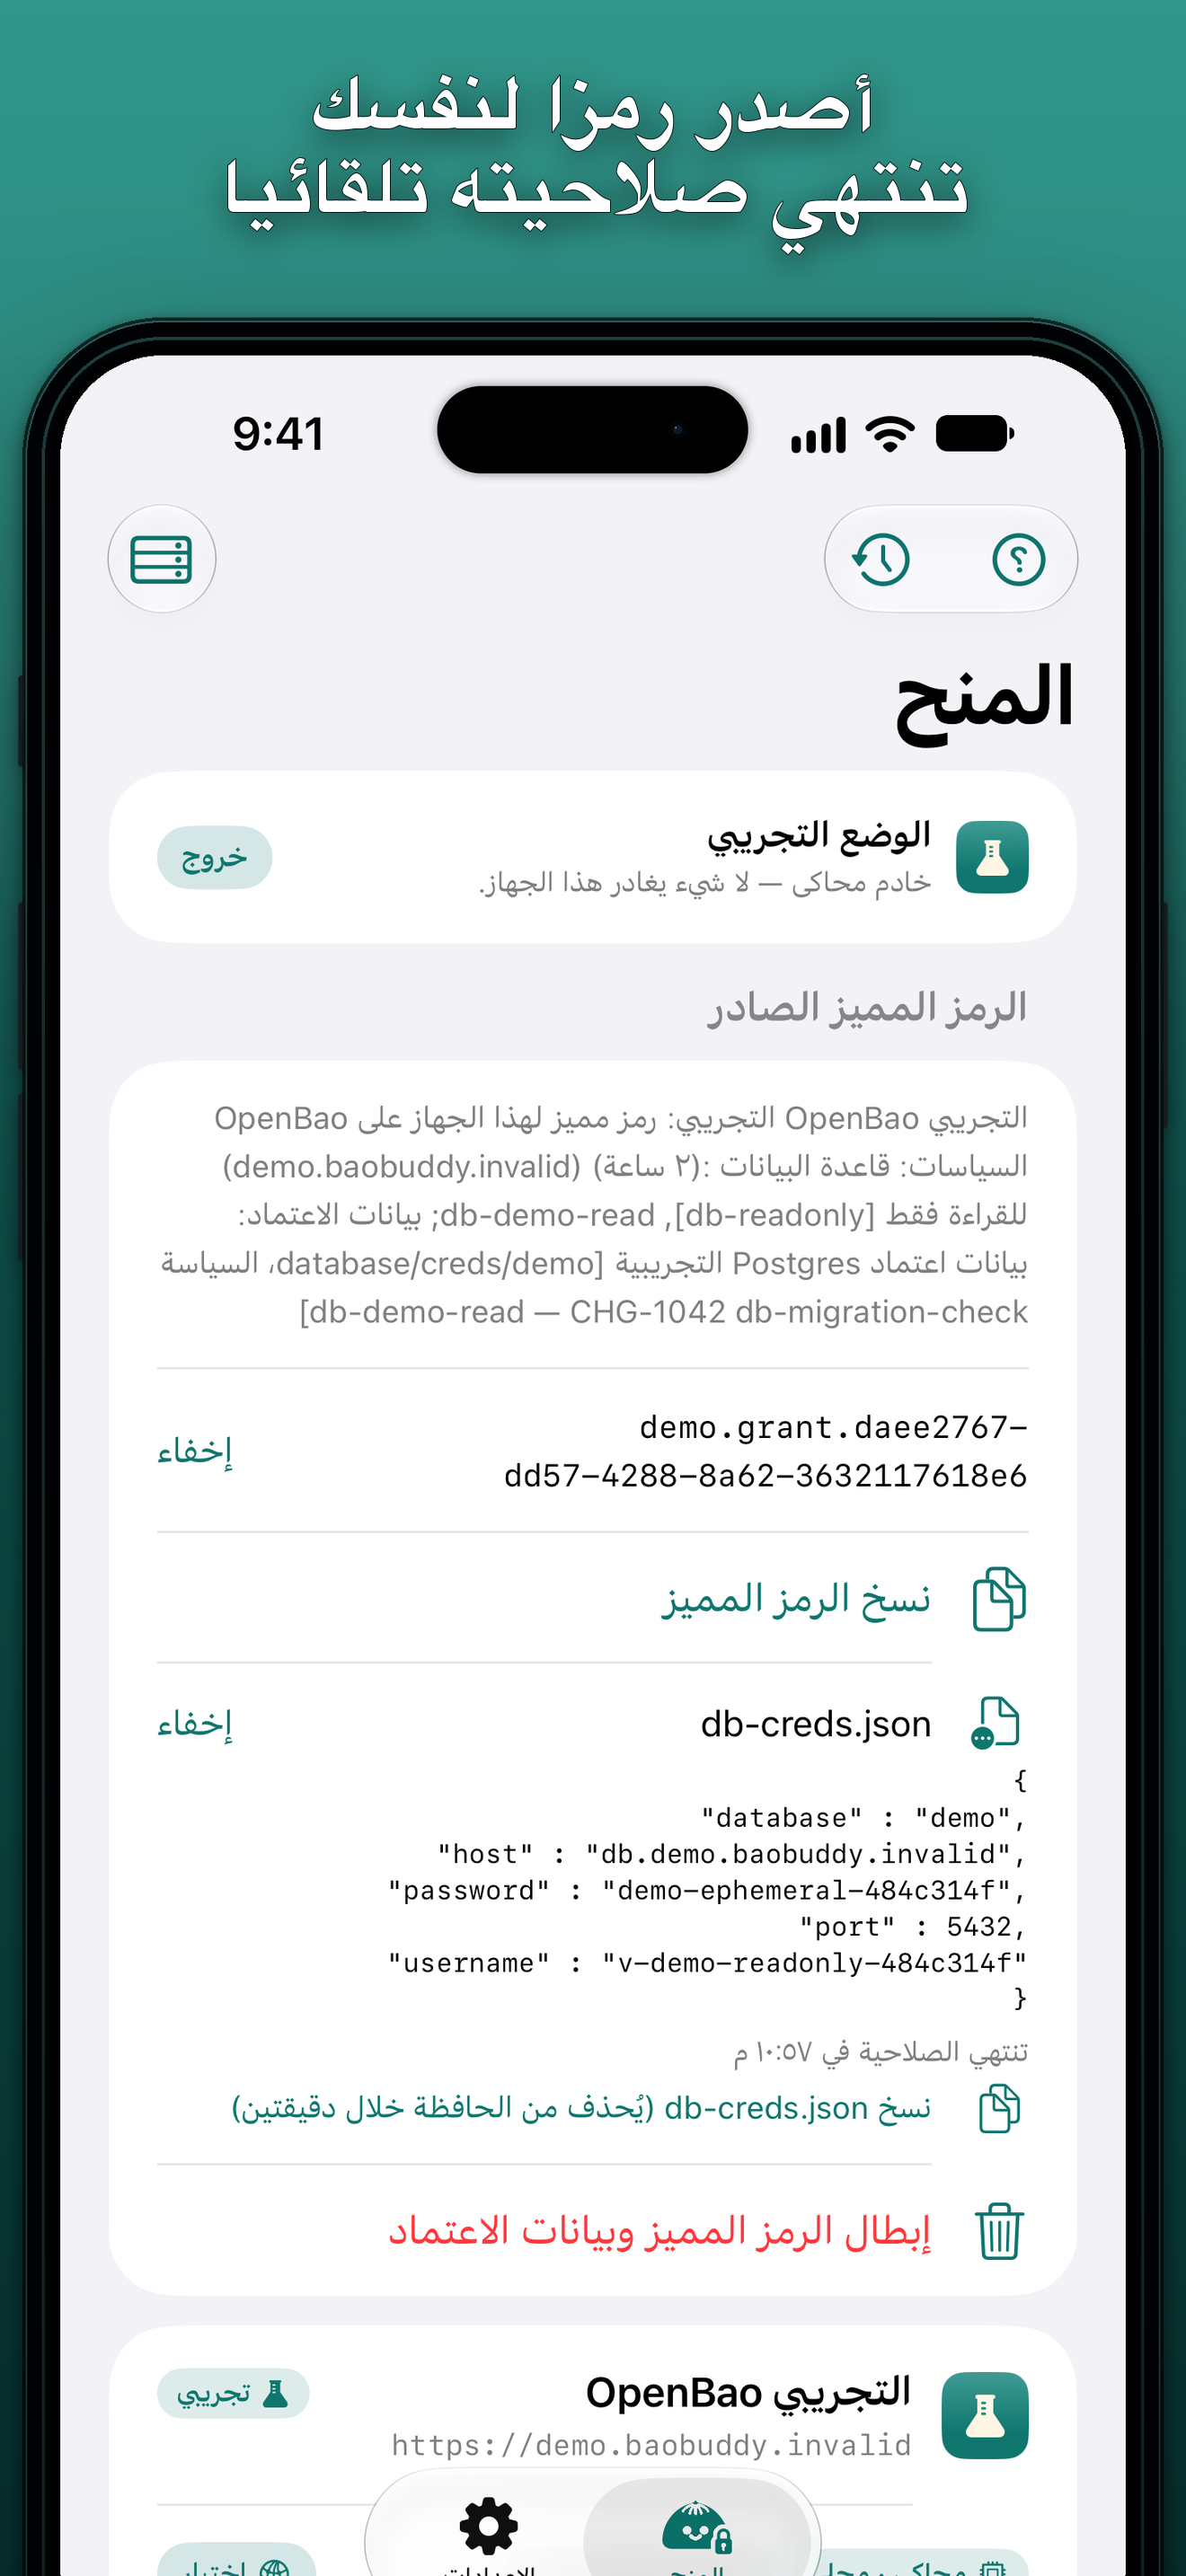 أصدر رمزا لنفسك
تنتهي صلاحيته تلقائيا
9:41
المنح
الوضع التجريبي
خادم محاكى — لا شيء يغادر هذا الجهاز.
خروج
الرمز المميز الصادر
التجريبي OpenBao التجريبي: رمز مميز لهذا الجهاز على OpenBao
السياسات: قاعدة البيانات :(٢ ساعة) (demo.baobuddy.invalid)
للقراءة فقط [db-readonly], db-demo-read; بيانات الاعتماد:
بيانات اعتماد Postgres التجريبية [database/creds/demo، السياسة
db-demo-read — CHG-1042 db-migration-check]
demo.grant.daee2767-
dd57-4288-8a62-3632117618e6
إخفاء
نسخ الرمز المميز
db-creds.json
إخفاء
{
"database" : "demo",
"host" : "db.demo.baobuddy.invalid",
"password" : "demo-ephemeral-484c314f",
"port" : 5432,
"username" : "v-demo-readonly-484c314f"
}
تنتهي الصلاحية في ١٠:٥٧ م
نسخ db-creds.json (يُحذف من الحافظة خلال دقيقتين)
إبطال الرمز المميز وبيانات الاعتماد
التجريبي OpenBao
تجريبي
https://demo.baobuddy.invalid